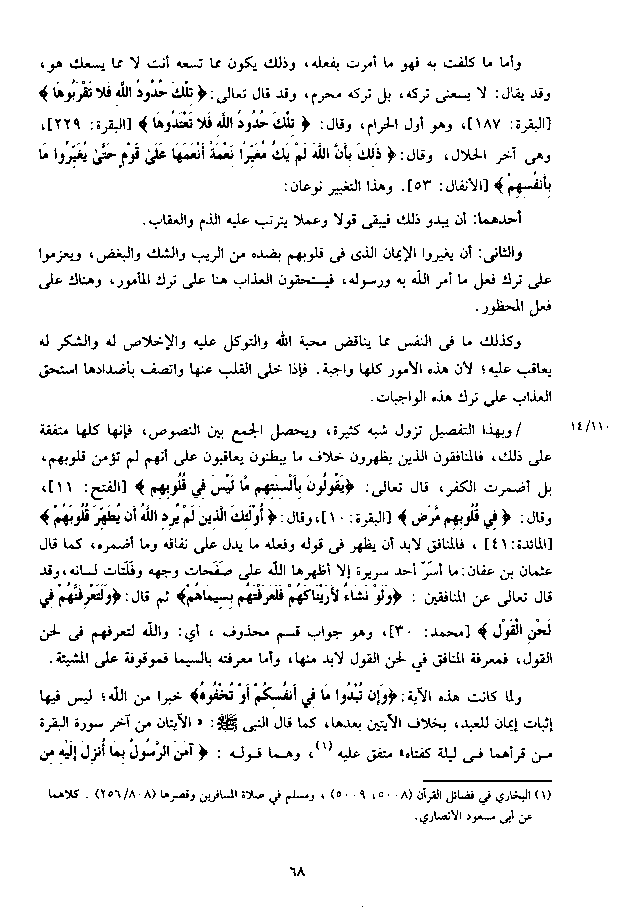 وأما ما كلفت به فهو ما أمرت بفعله، وذلك يكون مما تسعه أنت لا مما يسعك هو،
وقد يقال: لا يسعنى تركه، بل تركه محرم، وقد قال تعالى: ﴿ تِلْكَ حُدُودُ اللَّهِ فَلا تَقْرَبُوهَا ﴾
[البقرة: ١٨٧]، وهو أول الحرام، وقال: ﴿ تِلْكَ حُدُودُ اللَّهِ فَلا تَعْتَدُوهَا ﴾ [البقرة: ٢٢٩]،
وهى آخر الحلال، وقال: ﴿ ذَلِكَ بِأَنَّ اللَّهَ لَمْ يَكُ مُغَيِّرًا نِعْمَةً أَنْعَمَهَا عَلَىٰ قَوْمٍ حَتَّىٰ يُغَيِّرُوا مَا
بِأَنفُسِهِمْ ﴾ [الأنفال: ٥٣]. وهذا التغيير نوعان:
أحدهما: أن يبدو ذلك فيبقى قولا وعملا يترتب عليه الذم والعقاب.
والثانى: أن يغيروا الإيمان الذى فى قلوبهم بضده من الريب والشك والبغض، ويعزموا
على ترك فعل ما أمر الله به ورسوله، فيستحقون العذاب هنا على ترك المأمور، وهناك على
فعل المحظور.
وكذلك ما فى النفس مما يناقض محبة الله والتوكل عليه والإخلاص له والشكر له
يعاقب عليه؛ لأن هذه الأمور كلها واجبة. فإذا خلى القلب عنها واتصف بأضدادها استحق
العذاب على ترك هذه الواجبات.
١٤/١١٠ / وبهذا التفصيل تزول شبه كثيرة، ويحصل الجمع بين النصوص، فإنها كلها متفقة
على ذلك، فالمنافقون الذين يظهرون خلاف ما يبطنون يعاقبون على أنهم لم تؤمن قلوبهم،
بل أضمرت الكفر، قال تعالى: ﴿يَقُولُونَ بِأَلْسِنَتِهِم مَّا لَيْسَ فِي قُلُوبِهِم ﴾ [الفتح: ١١]،
وقال: ﴿ فِي قُلُوبِهِم مَّرَضٌ ﴾ [البقرة: ١٠]، وقال: ﴿ أُوْلَئِكَ الَّذِينَ لَمْ يُرِدِ اللَّهُ أَن يُطَهِّرَ قُلُوبَهُمْ ﴾
[المائدة: ٤١] ، فالمنافق لابد أن يظهر فى قوله وفعله ما يدل على نفاقه وما أضمره، كما قال
عثمان بن عفان: ما أسَرّ أحد سريرة إلا أظهرها الله على صَفَحات وجهه وفَلَتات لسانه، وقد
قال تعالى عن المنافقين : ﴿وَلَوْ نَشَاءُ لأَرَيْنَاكَهُمْ فَلَعَرَفْتَهُم بِسِيمَاهُمْ﴾ ثم قال: ﴿وَلَتَعْرِفَنَّهُمْ فِي
لَحْنِ الْقَوْلِ ﴾ [محمد: ٣٠]، وهو جواب قسم محذوف ، أي: والله لتعرفهم فى لحن
القول، فمعرفة المنافق في لحن القول لابد منها، وأما معرفته بالسيما فموقوفة على المشيئة.
ولما كانت هذه الآية: ﴿وَإِن تُبْدُوا مَا فِي أَنفُسِكُمْ أَوْ تُخْفُوهُ﴾ خبرا من الله؛ ليس فيها
إثبات إيمان للعبد، بخلاف الآيتين بعدها، كما قال النبى ﷺ: « الآيتان من آخر سورة البقرة
من قرأهما فى ليلة كفتاه» متفق عليه (١)، وهما قوله : ﴿ آمَنَ الرَّسُولُ بِمَا أُنزِلَ إِلَيْهِ مِن
(١) البخاري في فضائل القرآن (٥٠٠٨، ٥٠٠٩) ، ومسلم في صلاة المسافرين وقصرها (٨٠٨/ ٢٥٦) . كلاهما
عن أبى مسعود الأنصاري.
٦٨